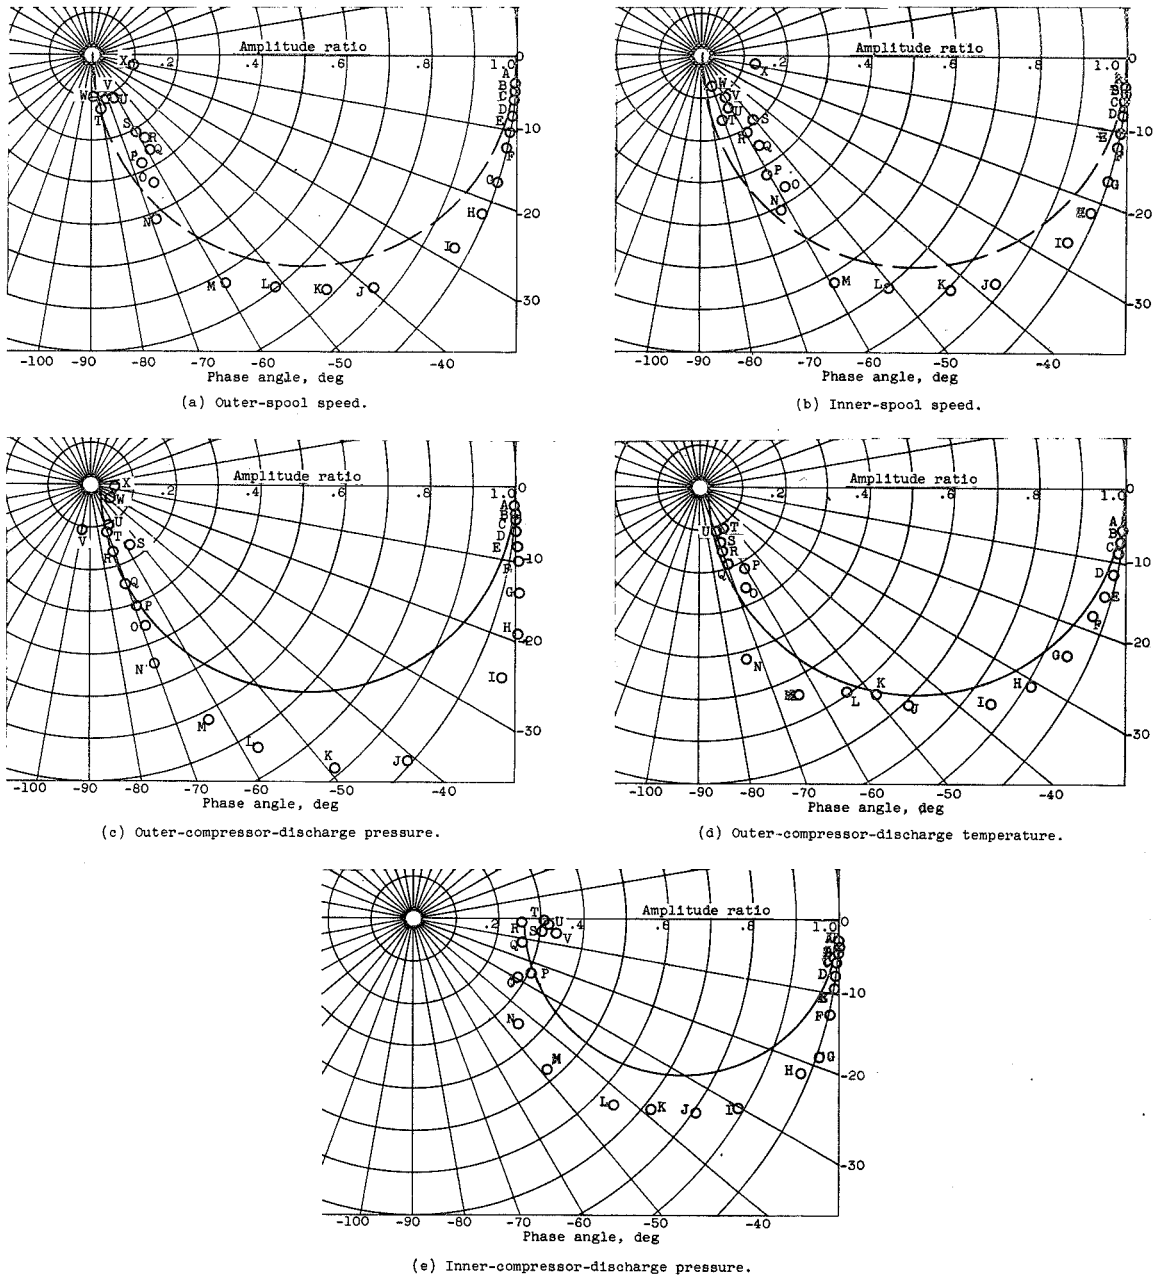 Amplitude ratio
.2 .4 .6 .8 1.0 0
X A
W V U B
T C
D
S E
R -10
Q F
P
O G
N H
-20
I
M L K J
-30
-100 -90 -80 -70 -60 -50 -40
Phase angle, deg
(a) Outer-spool speed.
Amplitude ratio
.2 .4 .6 .8 1.0 0
X
W B
V C
U D
T S E
R -10
Q F
P
O G
N H
-20
I
M L K J
-30
-100 -90 -80 -70 -60 -50 -40
Phase angle, deg
(b) Inner-spool speed.
Amplitude ratio
.2 .4 .6 .8 1.0 0
X A
W B
U C
V T D
R S E
-10
Q F
P G
O H
-20
N I
M
L
K J
-30
-100 -90 -80 -70 -60 -50 -40
Phase angle, deg
(c) Outer-compressor-discharge pressure.
Amplitude ratio
.2 .4 .6 .8 1.0 0
T A
U B
S C
R
Q P -10
O D
E
F
-20
N G
K H
M L J I
-30
-100 -90 -80 -70 -60 -50 -40
Phase angle, deg
(d) Outer-compressor-discharge temperature.
Amplitude ratio
.2 .4 .6 .8 1.0 0
T U
R S V
Q
O P D
-10
N F
M G
H
-20
L K J I
-30
-100 -90 -80 -70 -60 -50 -40
Phase angle, deg
(e) Inner-compressor-discharge pressure.